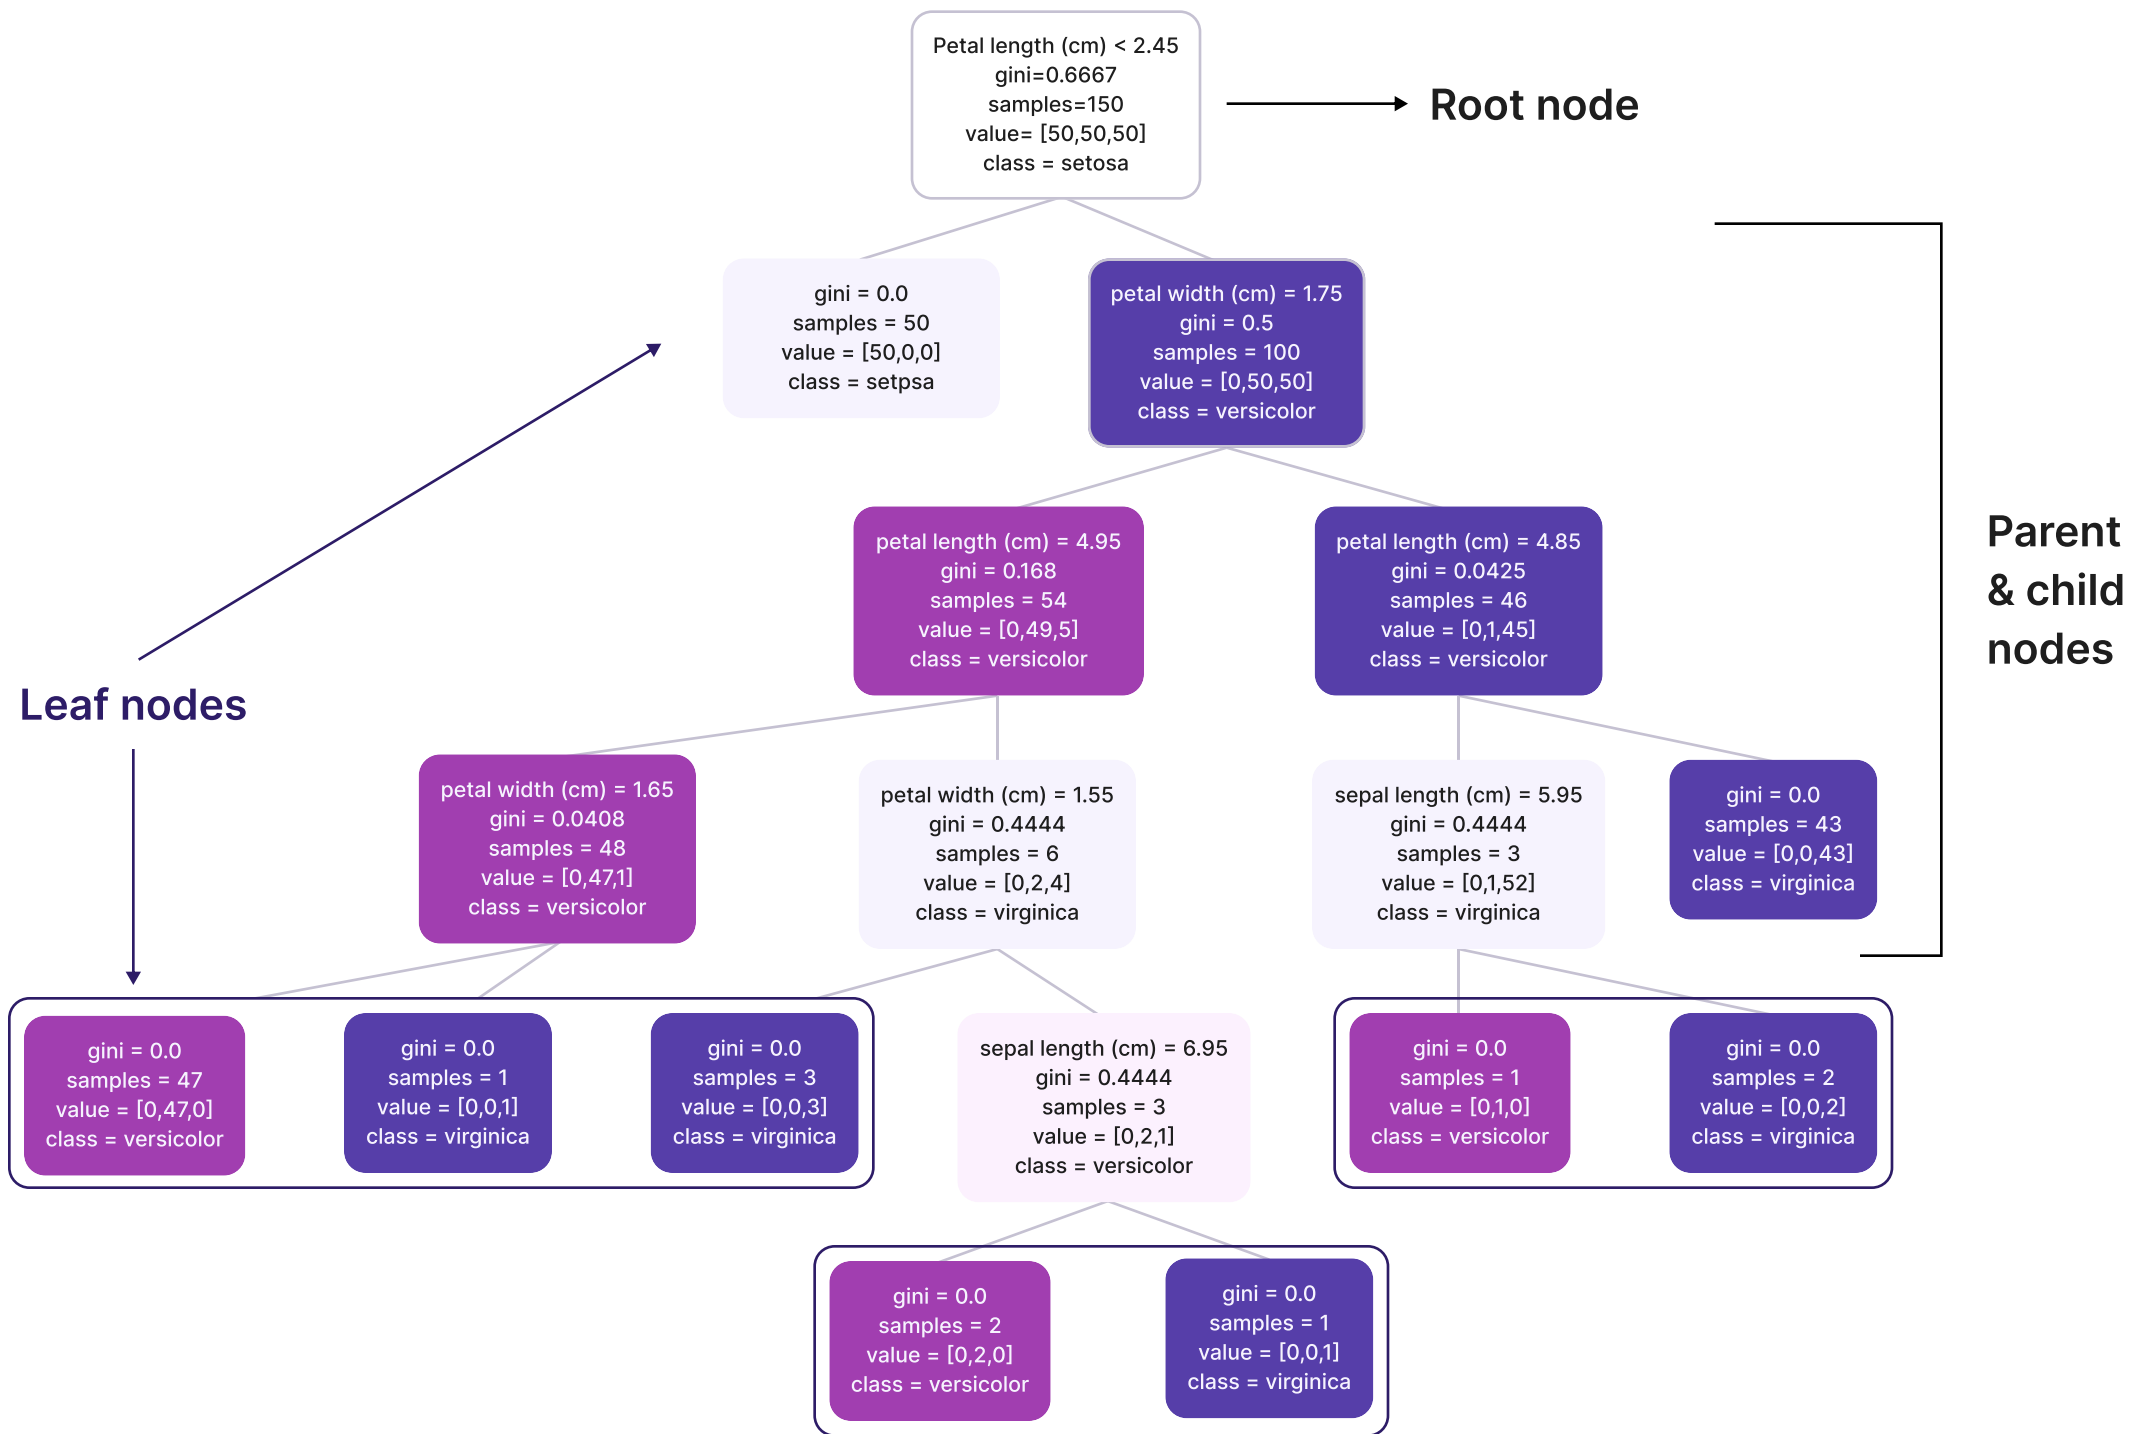 Petal length (cm) < 2.45
gini=0.6667
samples=150
value= [50,50,50]
class = setosa
Root node
gini = 0.0
samples = 50
value = [50,0,0]
class = setpsa
petal width (cm) = 1.75
gini = 0.5
samples = 100
value = [0,50,50]
class = versicolor
petal length (cm) = 4.95
gini = 0.168
samples = 54
value = [0,49,5]
class = versicolor
petal length (cm) = 4.85
gini = 0.0425
samples = 46
value = [0,1,45]
class = versicolor
Parent
& child
nodes
Leaf nodes
petal width (cm) = 1.65
gini = 0.0408
samples = 48
value = [0,47,1]
class = versicolor
petal width (cm) = 1.55
gini = 0.4444
samples = 6
value = [0,2,4]
class = virginica
sepal length (cm) = 5.95
gini = 0.4444
samples = 3
value = [0,1,52]
class = virginica
gini = 0.0
samples = 43
value = [0,0,43]
class = virginica
gini = 0.0
samples = 47
value = [0,47,0]
class = versicolor
gini = 0.0
samples = 1
value = [0,0,1]
class = virginica
gini = 0.0
samples = 3
value = [0,0,3]
class = virginica
sepal length (cm) = 6.95
gini = 0.4444
samples = 3
value = [0,2,1]
class = versicolor
gini = 0.0
samples = 1
value = [0,1,0]
class = versicolor
gini = 0.0
samples = 2
value = [0,0,2]
class = virginica
gini = 0.0
samples = 2
value = [0,2,0]
class = versicolor
gini = 0.0
samples = 1
value = [0,0,1]
class = virginica